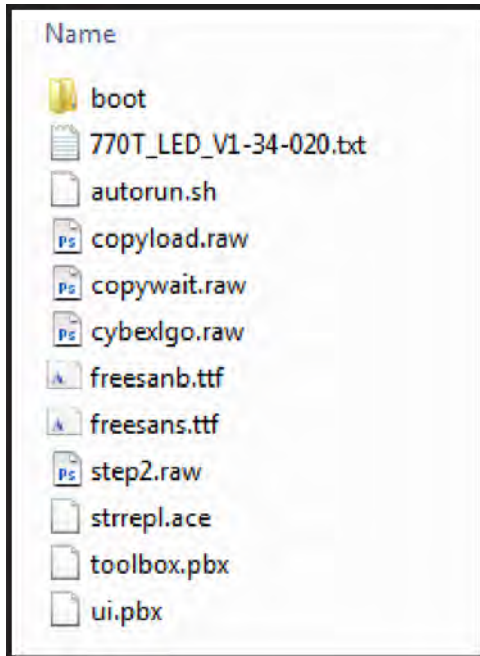 Name
boot
770T_LED_V1-34-020.txt
autorun.sh
copyload.raw
copywait.raw
cybexlgo.raw
freesanb.ttf
freesans.ttf
step2.raw
strrepl.ace
toolbox.pbx
ui.pbx